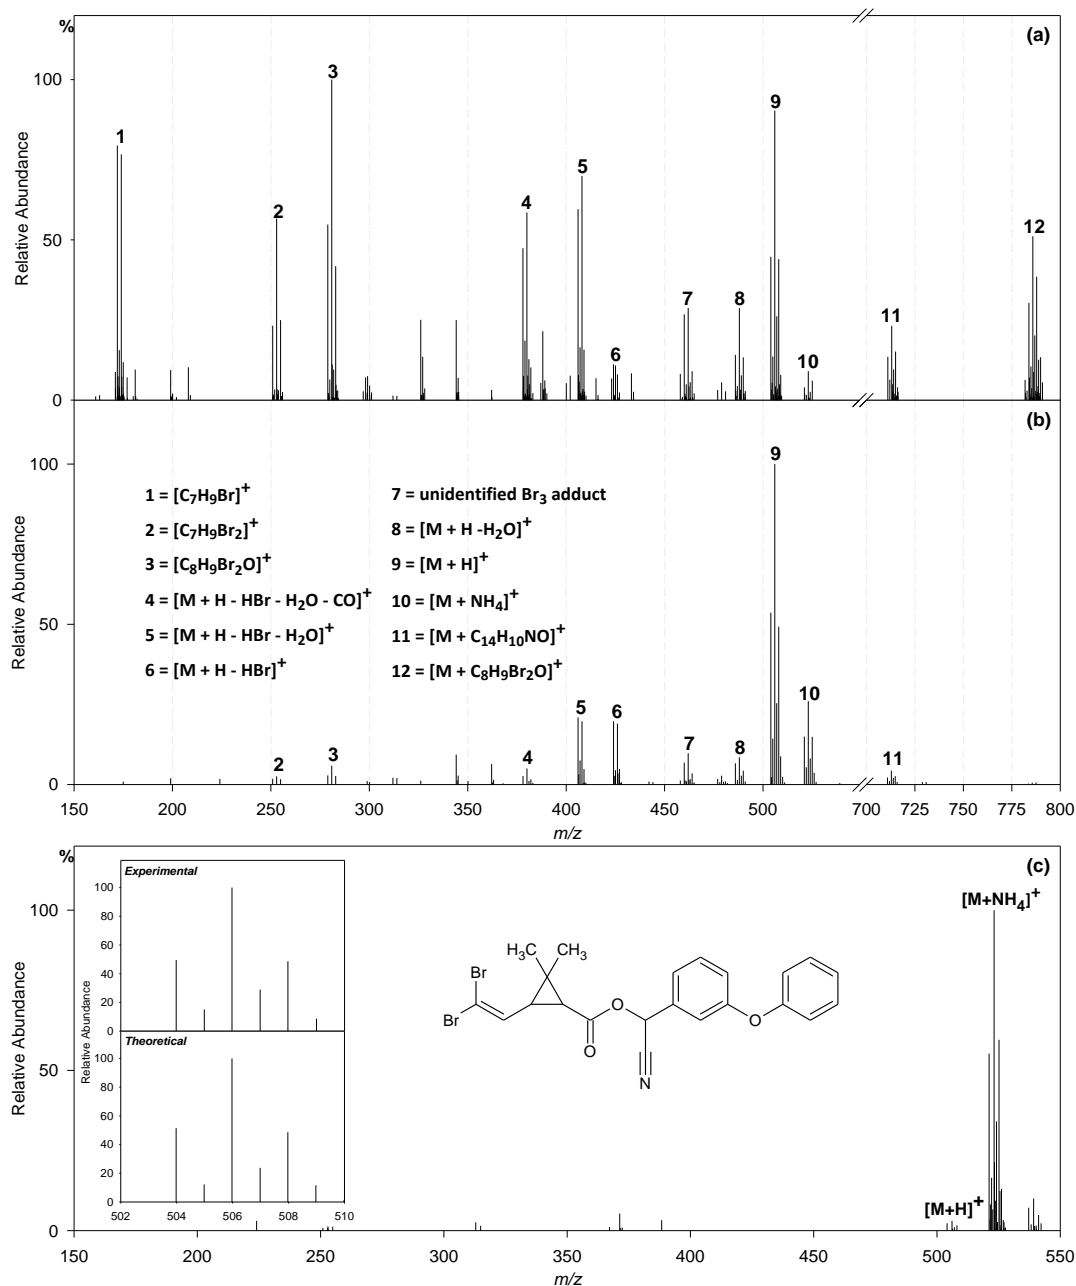 %
(a)
100
50
0
Relative Abundance
1
2
3
4
5
6
7
8
9
10
11
12
(b)
100
50
0
Relative Abundance
1 = [C₇H₉Br]⁺
2 = [C₇H₉Br₂]⁺
3 = [C₈H₉Br₂O]⁺
4 = [M + H - HBr - H₂O - CO]⁺
5 = [M + H - HBr - H₂O]⁺
6 = [M + H - HBr]⁺
7 = unidentified Br₃ adduct
8 = [M + H -H₂O]⁺
9 = [M + H]⁺
10 = [M + NH₄]⁺
11 = [M + C₁₄H₁₀NO]⁺
12 = [M + C₈H₉Br₂O]⁺
2
3
4
5
6
7
8
9
10
11
150 200 250 300 350 400 450 500 700 725 750 775 800
m/z
%
(c)
100
50
0
Relative Abundance
Experimental
100
80
60
40
20
0
Theoretical
100
80
60
40
20
0
Relative Abundance
502 504 506 508 510
H₃C
CH₃
Br
Br
O
O
N
O
[M+NH₄]⁺
[M+H]⁺
150 200 250 300 350 400 450 500 550
m/z